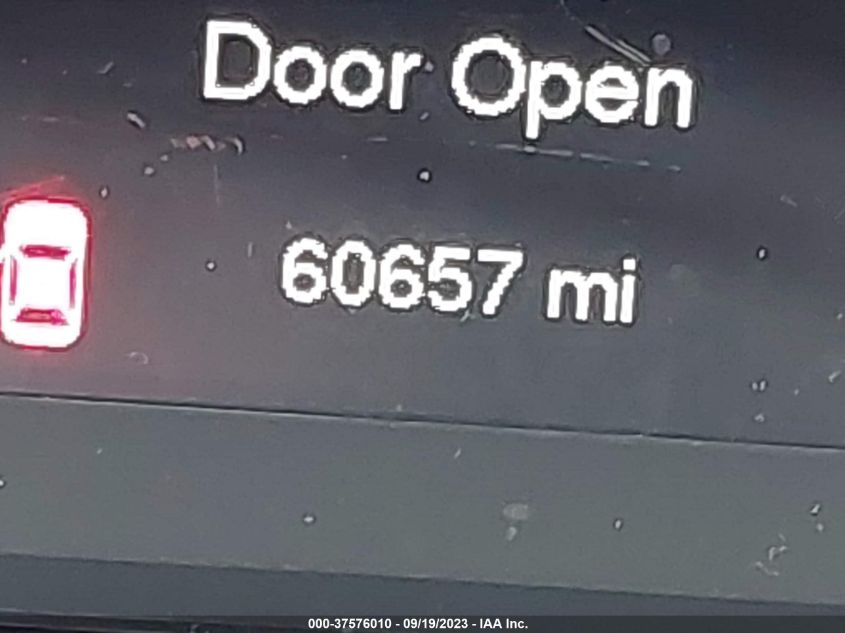 Door Open
60657 mi
000-37576010 - 09/19/2023 - IAA Inc.